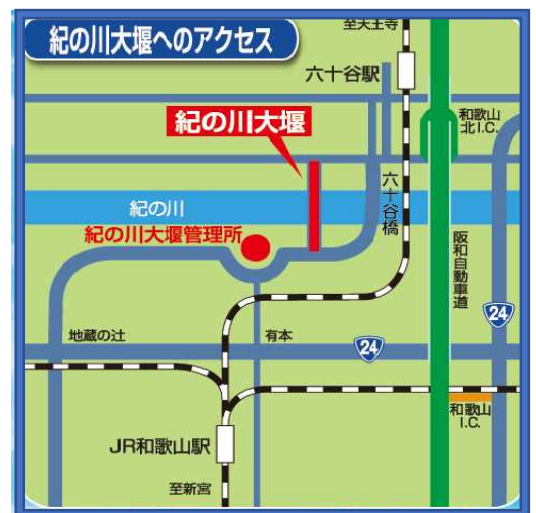 紀の川大堰へのアクセス
至天王寺
六十谷駅
和歌山
北I.C.
紀の川大堰
六十谷橋
紀の川
紀の川大堰管理所
阪和自動車道
24
地蔵の辻
有本
24
和歌山
I.C.
JR和歌山駅
至新宮